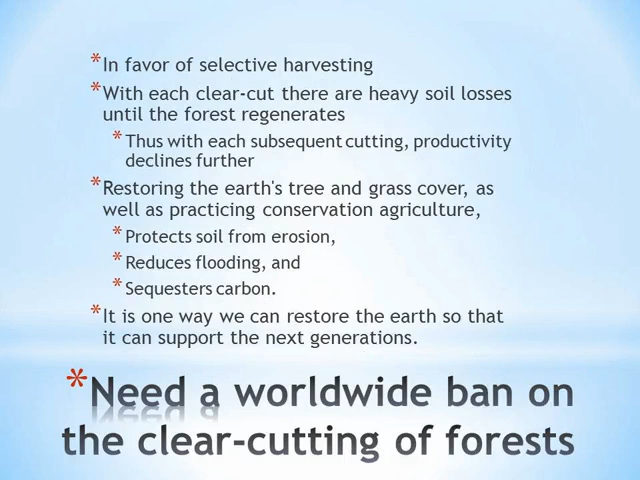 * In favor of selective harvesting
* With each clear-cut there are heavy soil losses
until the forest regenerates
* Thus with each subsequent cutting, productivity
declines further
* Restoring the earth's tree and grass cover, as
well as practicing conservation agriculture,
* Protects soil from erosion,
* Reduces flooding, and
* Sequesters carbon.
* It is one way we can restore the earth so that
it can support the next generations.
* Need a worldwide ban on
the clear-cutting of forests